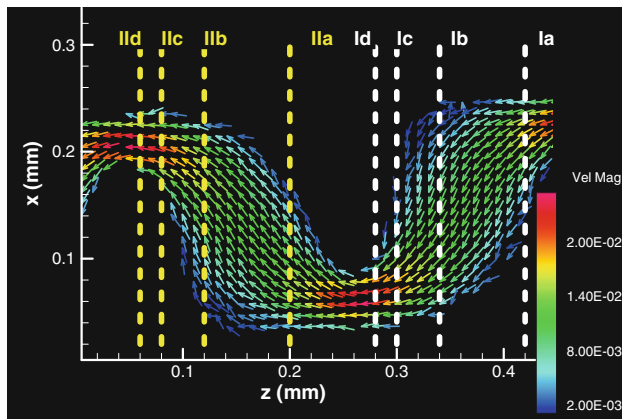 IId IIc IIb IIa Id Ic Ib Ia
0.3
0.2
0.1
x (mm)
0.1 0.2 0.3 0.4
z (mm)
Vel Mag
2.00E-02
1.40E-02
8.00E-03
2.00E-03